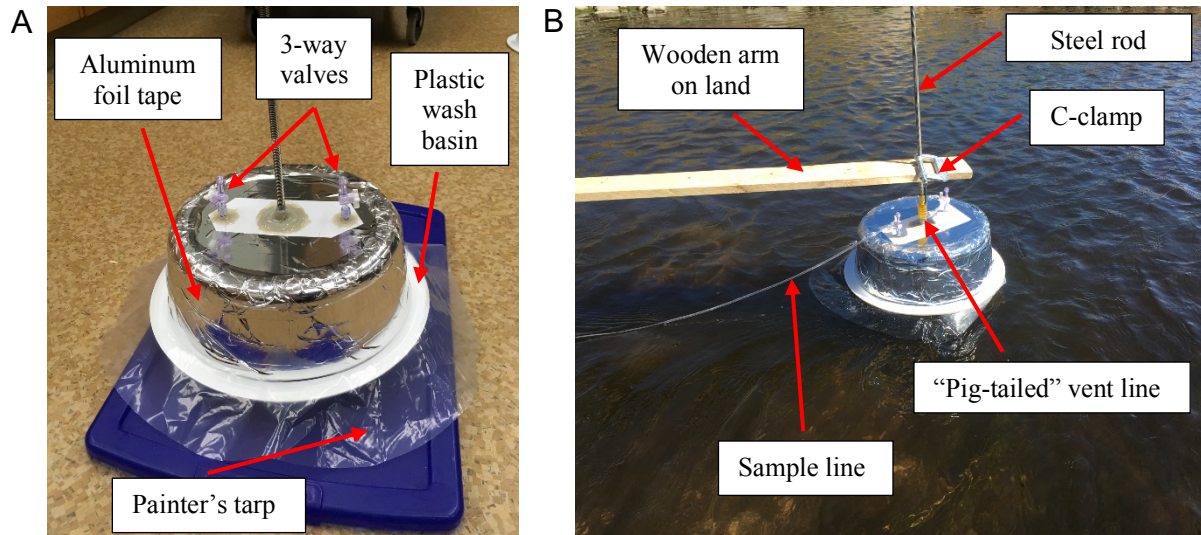 A
Aluminum
foil tape
3-way
valves
Plastic
wash
basin
Painter’s tarp
B
Wooden arm
on land
Steel rod
C-clamp
“Pig-tailed” vent line
Sample line